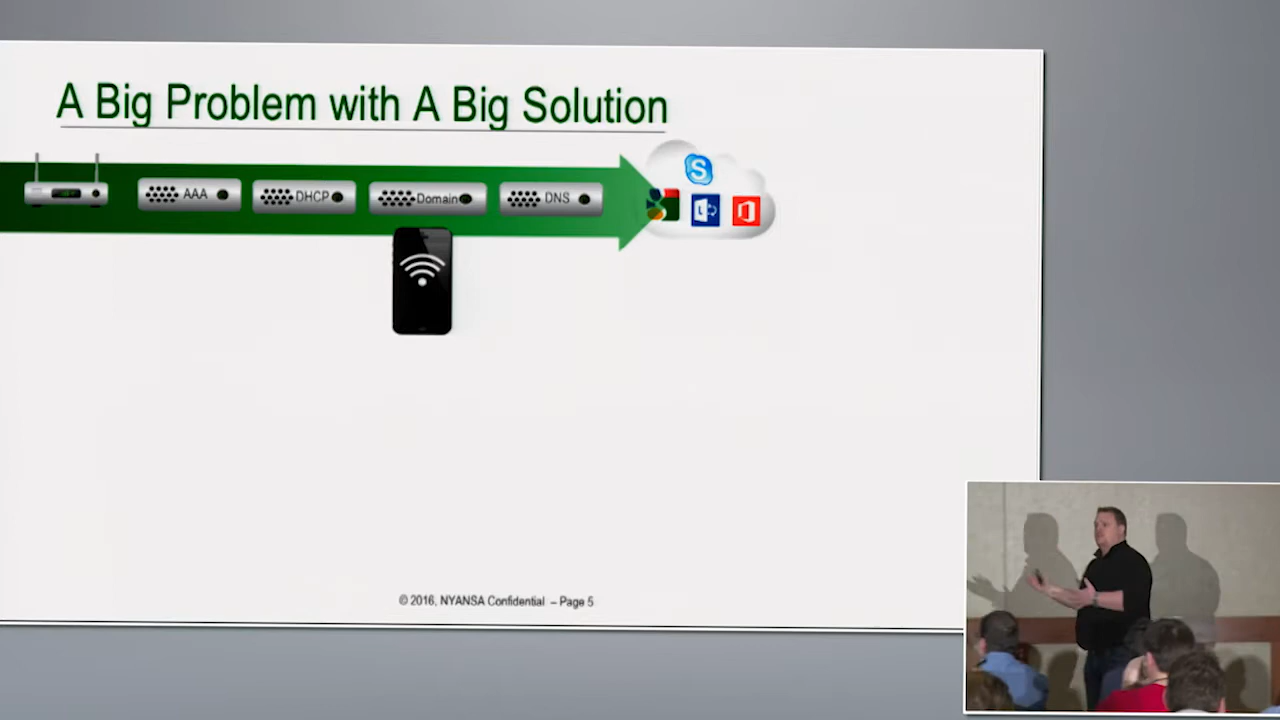 A Big Problem with A Big Solution
AAA
DHCP
Domain
DNS
S
L
© 2016, NYANSA Confidential – Page 5